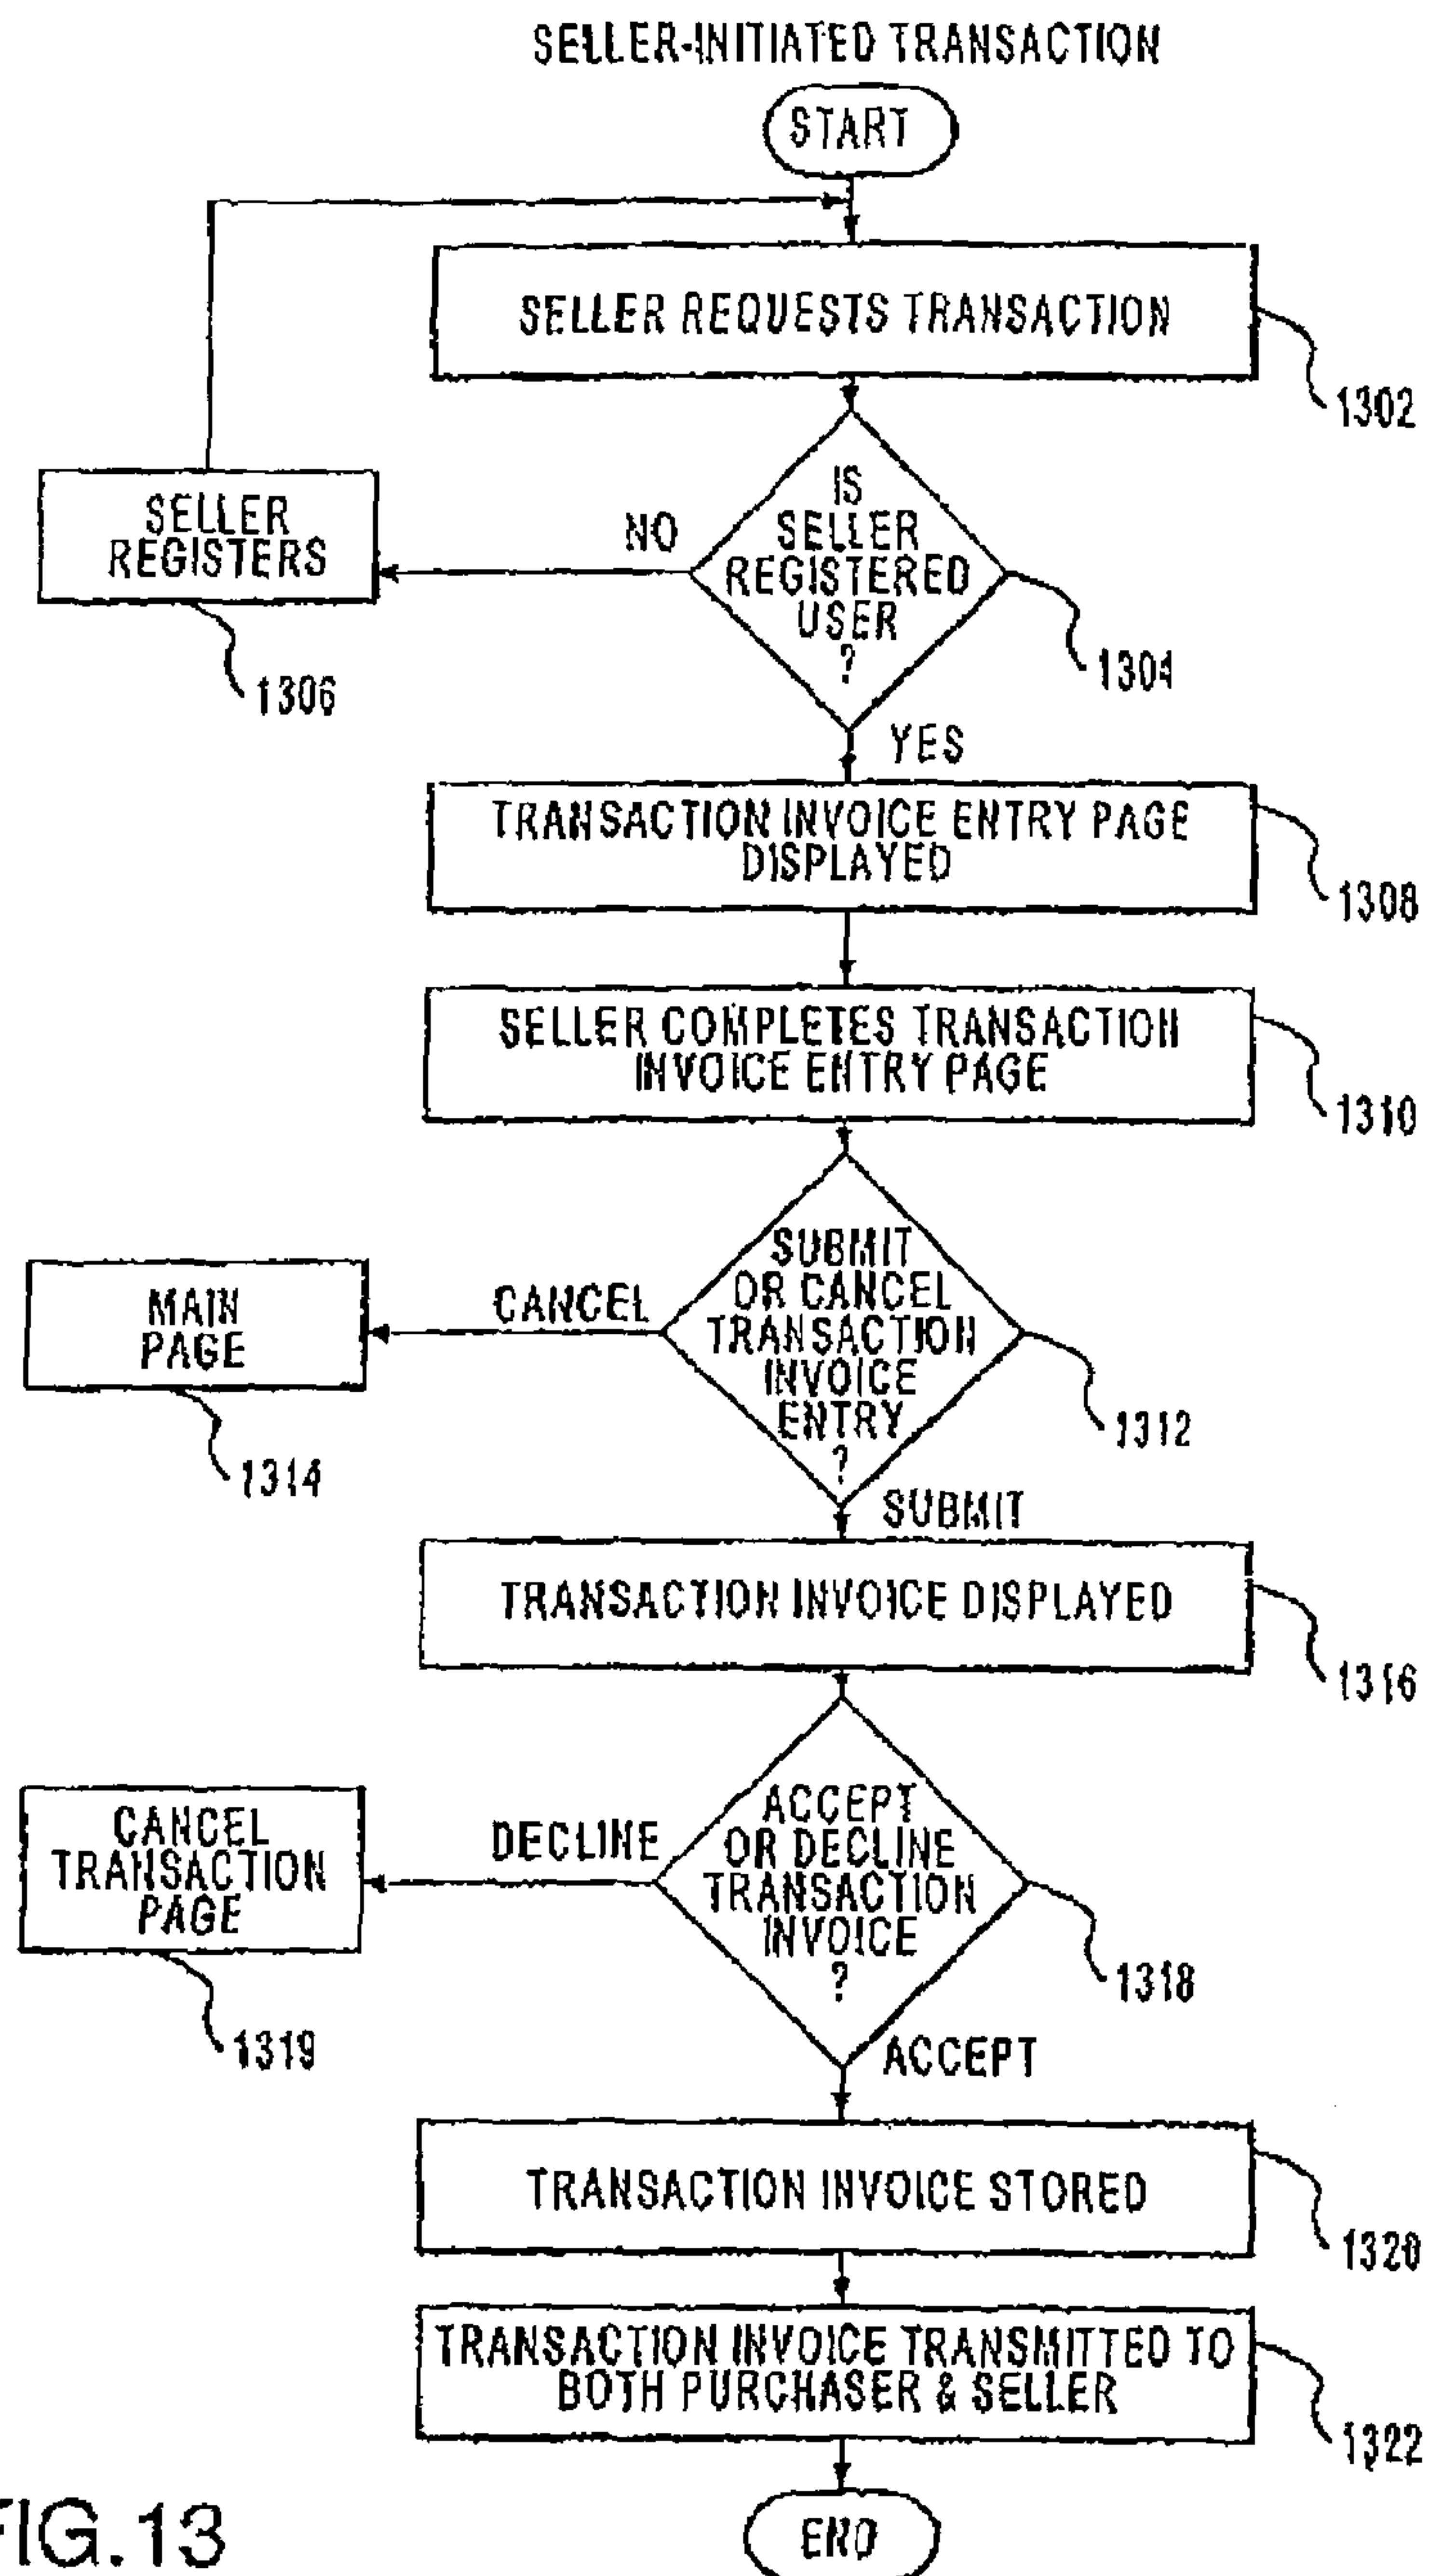 SELLER-INITIATED TRANSACTION
START
SELLER REQUESTS TRANSACTION
1302
IS
SELLER
REGISTERED
USER
?
NO
1304
SELLER
REGISTERS
1306
YES
TRANSACTION INVOICE ENTRY PAGE
DISPLAYED
1308
SELLER COMPLETES TRANSACTION
INVOICE ENTRY PAGE
1310
SUBMIT
OR CANCEL
TRANSACTION
INVOICE
ENTRY
?
CANCEL
1312
MAIN
PAGE
1314
SUBMIT
TRANSACTION INVOICE DISPLAYED
1316
ACCEPT
OR DECLINE
TRANSACTION
INVOICE
?
DECLINE
1318
CANCEL
TRANSACTION
PAGE
1319
ACCEPT
TRANSACTION INVOICE STORED
1320
TRANSACTION INVOICE TRANSMITTED TO
BOTH PURCHASER & SELLER
1322
END
FIG.13